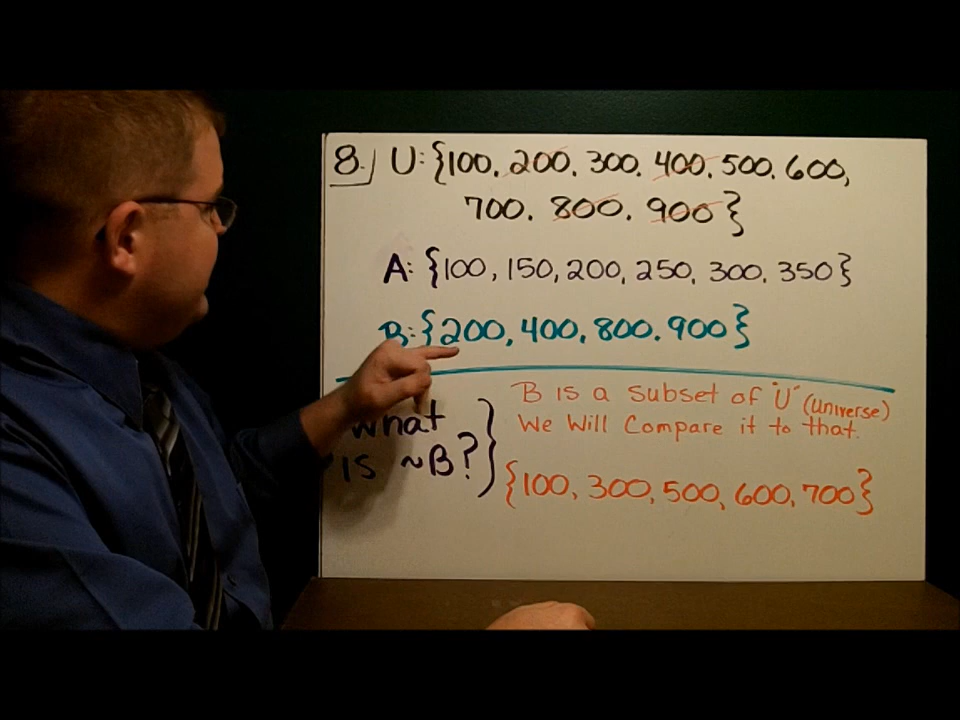 8.) U: {100, 200, 300, 400, 500, 600,
700, 800, 900}
A: {100, 150, 200, 250, 300, 350}
B: {200, 400, 800, 900}
What
is ~B?
B is a subset of "U" (Universe)
We Will Compare it to that.
{100, 300, 500, 600, 700}